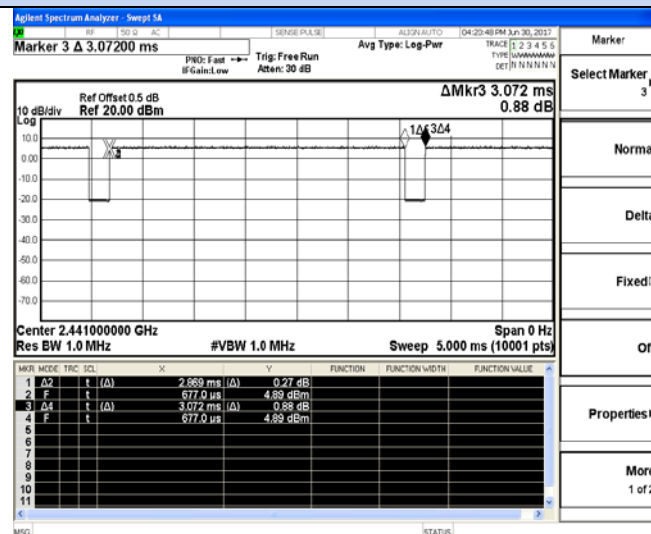 Agilent Spectrum Analyzer - Swept SA
RF 50 Ω AC SENSE:PULSE ALIGN AUTO 04:20:48 PM Jun 30, 2017
Marker 3 Δ 3.07200 ms
PNO: Fast
IFGain:Low
Trig: Free Run
Atten: 30 dB
Avg Type: Log-Pwr
TRACE 1 2 3 4 5 6
TYPE
DET N N N N N N
ΔMkr3 3.072 ms
0.88 dB
Ref Offset 0.5 dB
10 dB/div Ref 20.00 dBm
Log
10.0
0.00
-10.0
-20.0
-30.0
-40.0
-50.0
-60.0
-70.0
3Δ4
Center 2.441000000 GHz Span 0 Hz
Res BW 1.0 MHz #VBW 1.0 MHz Sweep 5.000 ms (10001 pts)
MKR MODE TRC SCL X Y FUNCTION FUNCTION WIDTH FUNCTION VALUE
1 Δ2 t (Δ) 2.869 ms (Δ) 0.27 dB
2 F t 677.0 µs 4.89 dBm
3 Δ4 t (Δ) 3.072 ms (Δ) 0.88 dB
4 F t 677.0 µs 4.89 dBm
5
6
7
8
9
10
11
MSG STATUS
Marker
Select Marker
3
Norma
Delta
Fixed
Of
Properties
More
1 of 2